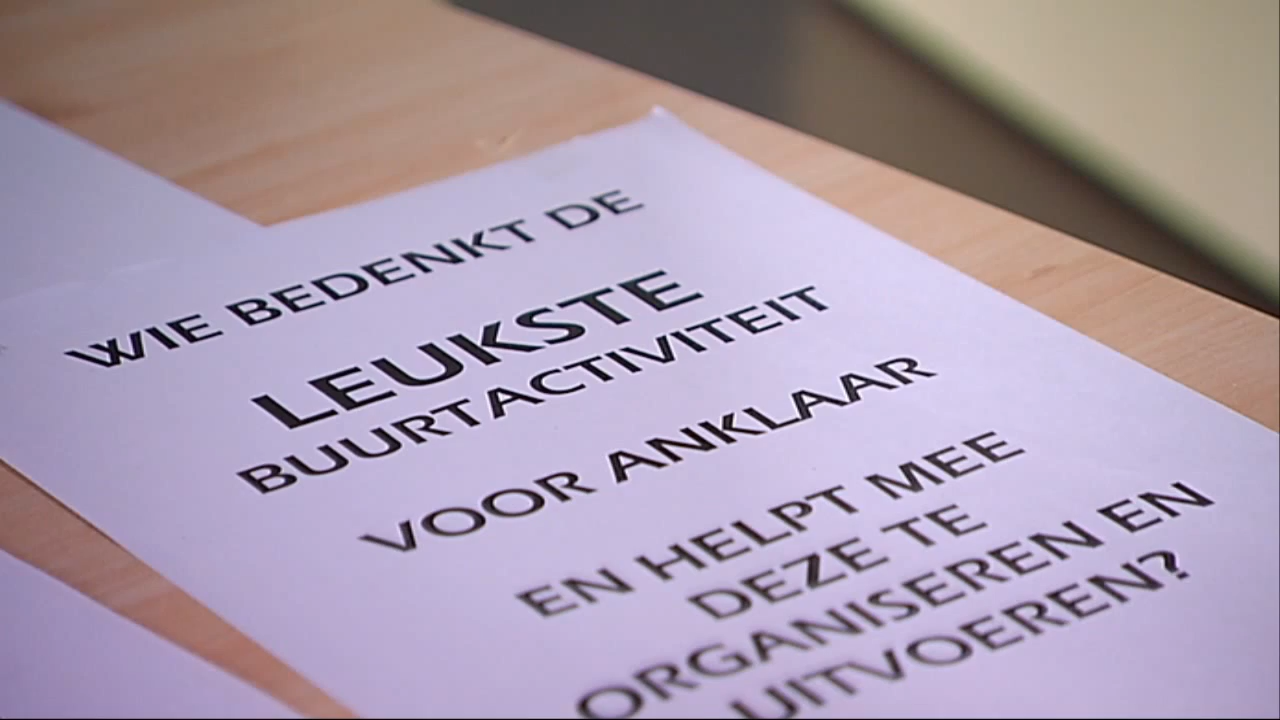 WIE BEDENKT DE
LEUKSTE
BUURTACTIVITEIT
VOOR ANKLAAR
EN HELPT MEE
DEZE TE
ORGANISEREN EN
UITVOEREN?